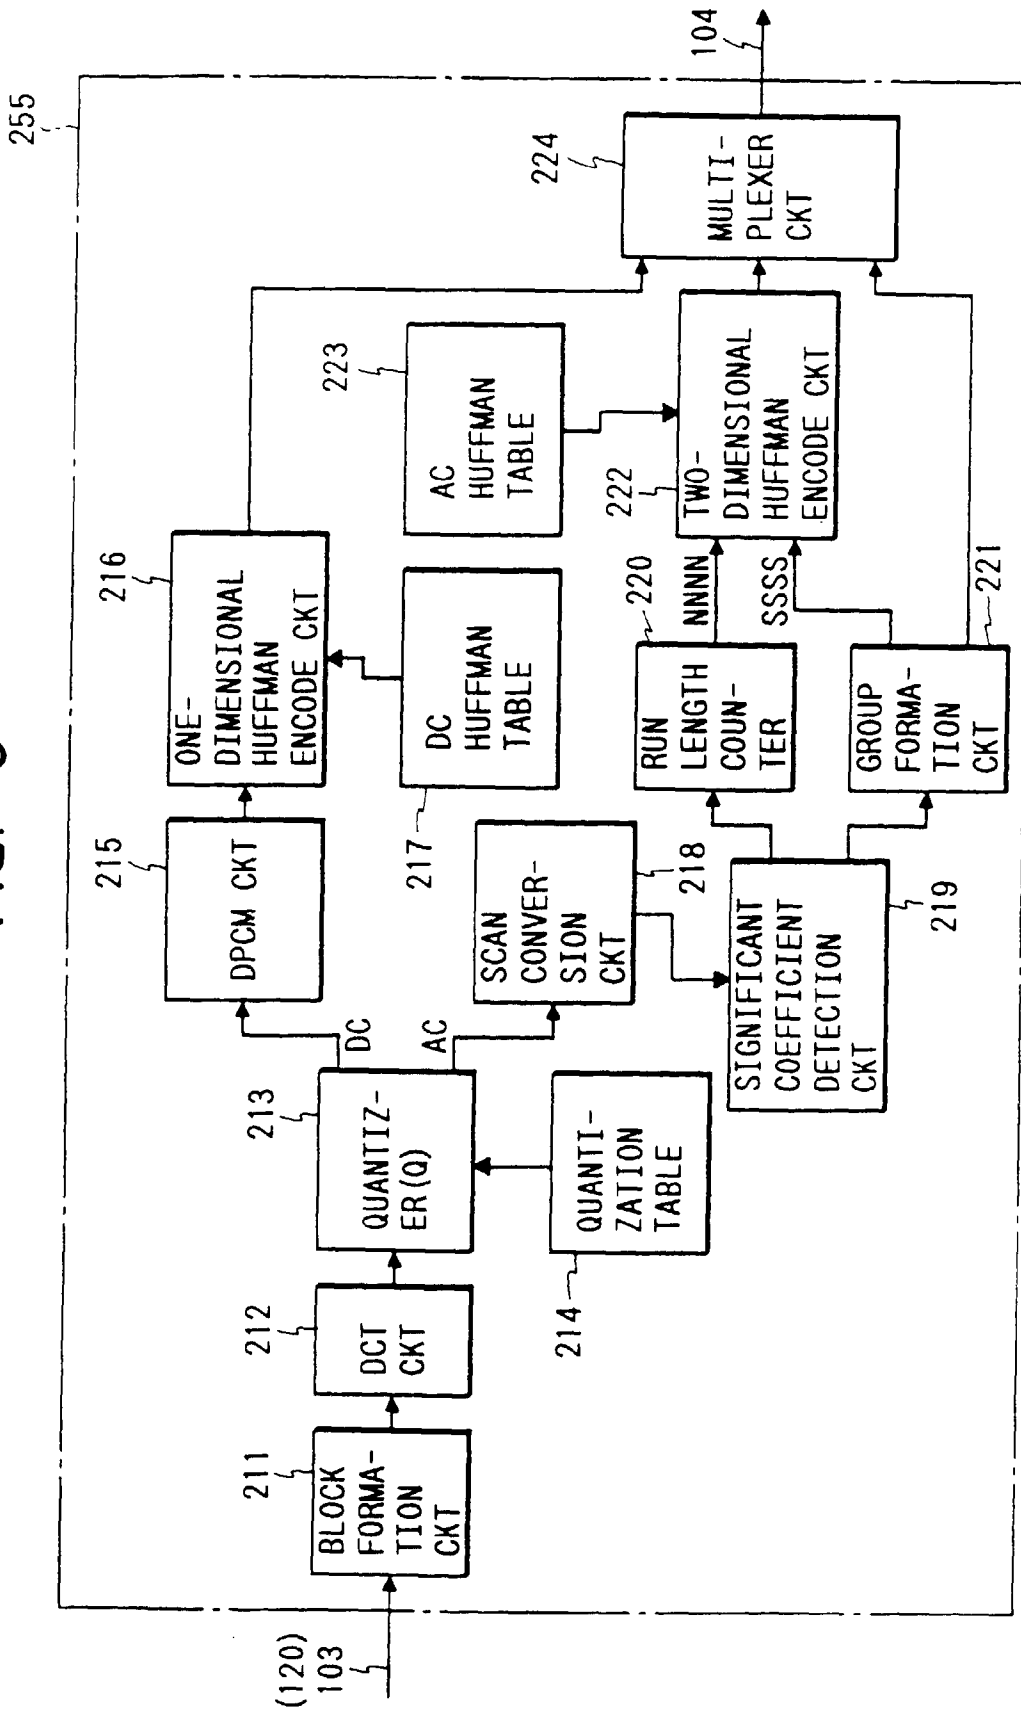 255
(120)
103
211
BLOCK
FORMA-
TION
CKT
212
DCT
CKT
213
QUANTIZ-
ER(Q)
214
QUANTI-
ZATION
TABLE
DC
AC
215
DPCM CKT
216
ONE-
DIMENSIONAL
HUFFMAN
ENCODE CKT
217
DC
HUFFMAN
TABLE
218
SCAN
CONVER-
SION
CKT
219
SIGNIFICANT
COEFFICIENT
DETECTION
CKT
220
RUN
LENGTH
COUN-
TER
NNNN
SSSS
221
GROUP
FORMA-
TION
CKT
222
TWO-
DIMENSIONAL
HUFFMAN
ENCODE CKT
223
AC
HUFFMAN
TABLE
224
MULTI-
PLEXER
CKT
104